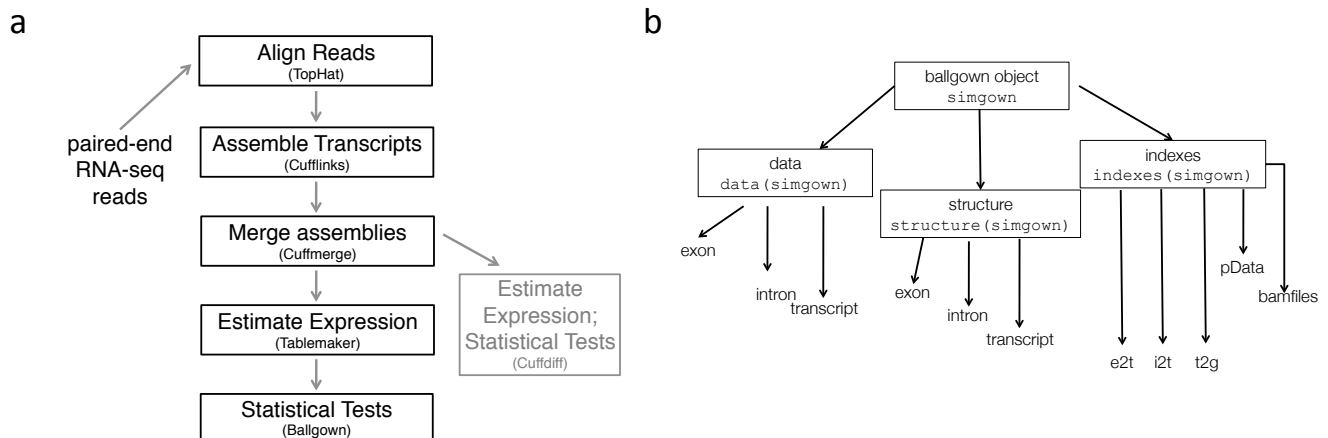 a
Align Reads
(TopHat)
paired-end
RNA-seq
reads
Assemble Transcripts
(Cufflinks)
Merge assemblies
(Cuffmerge)
Estimate
Expression;
Statistical Tests
(Cuffdiff)
Estimate Expression
(Tablemaker)
Statistical Tests
(Ballgown)
b
ballgown object
simgown
data
data(simgown)
structure
structure(simgown)
indexes
indexes(simgown)
exon
intron
transcript
exon
intron
transcript
e2t
i2t
t2g
pData
bamfiles